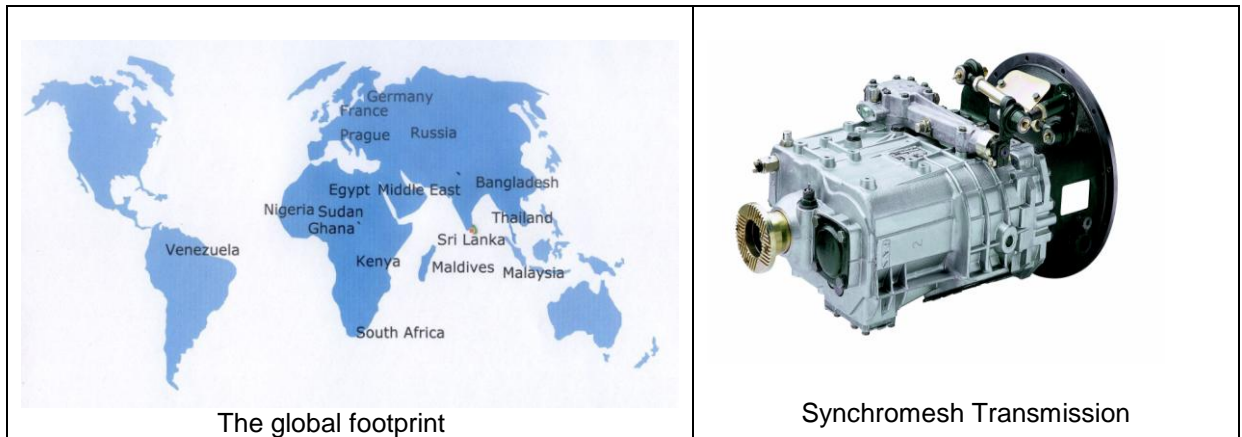 Germany
France
Prague Russia
Egypt Middle East ` Bangladesh
Nigeria Sudan Thailand
Ghana`
Sri Lanka
Venezuela
Kenya Maldives Malaysia
South Africa
The global footprint
Synchromesh Transmission